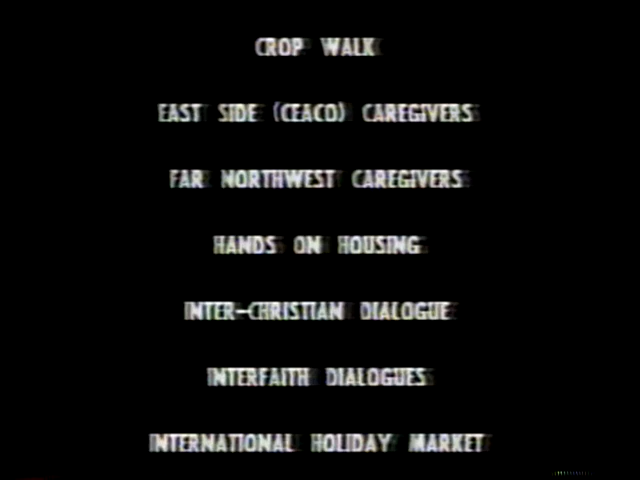 CROP WALK
EAST SIDE (CEACO) CAREGIVERS
FAR NORTHWEST CAREGIVERS
HANDS ON HOUSING
INTER-CHRISTIAN DIALOGUE
INTERFAITH DIALOGUES
INTERNATIONAL HOLIDAY MARKET